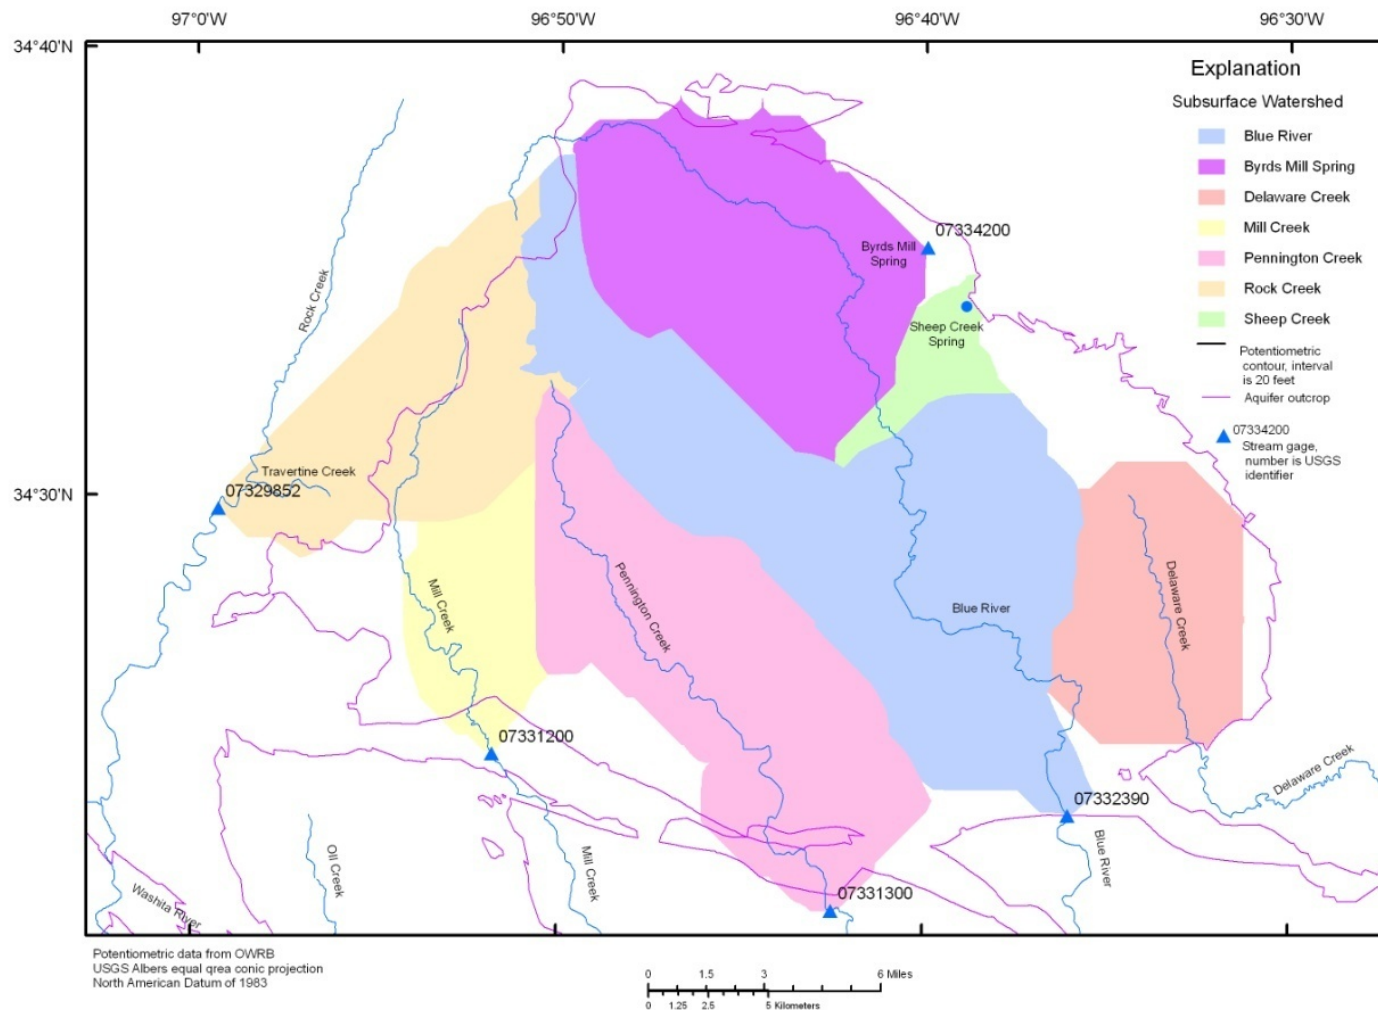 97°0'W
96°50'W
96°40'W
96°30'W
34°40'N
34°30'N
Explanation
Subsurface Watershed
Blue River
Byrds Mill Spring
Delaware Creek
Mill Creek
Pennington Creek
Rock Creek
Sheep Creek
Potentiometric
contour, interval
is 20 feet
Aquifer outcrop
07334200
Stream gage,
number is USGS
identifier
07334200
Byrds Mill
Spring
Sheep Creek
Spring
Rock Creek
Travertine Creek
07329852
Mill Creek
Pennington Creek
Blue River
Delaware Creek
07331200
Delaware Creek
07332390
Blue River
Oil Creek
Mill Creek
07331300
Washita River
Potentiometric data from OWRB
USGS Albers equal qrea conic projection
North American Datum of 1983
0 1.5 3 6 Miles
0 1.25 2.5 5 Kilometers